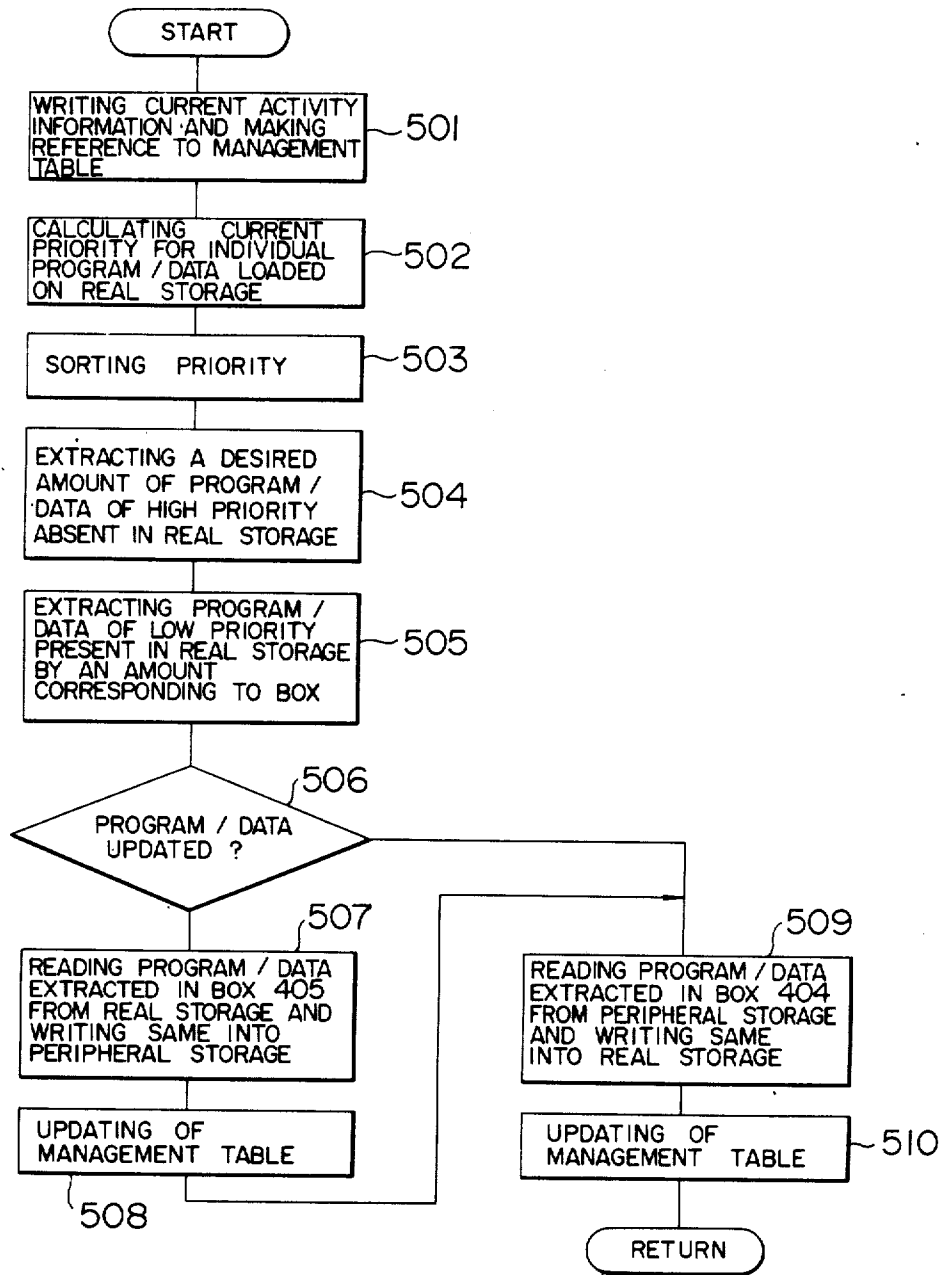 START
WRITING CURRENT ACTIVITY
INFORMATION AND MAKING
REFERENCE TO MANAGEMENT
TABLE
501
CALCULATING CURRENT
PRIORITY FOR INDIVIDUAL
PROGRAM / DATA LOADED
ON REAL STORAGE
502
SORTING PRIORITY
503
EXTRACTING A DESIRED
AMOUNT OF PROGRAM /
DATA OF HIGH PRIORITY
ABSENT IN REAL STORAGE
504
EXTRACTING PROGRAM /
DATA OF LOW PRIORITY
PRESENT IN REAL STORAGE
BY AN AMOUNT
CORRESPONDING TO BOX
505
506
PROGRAM / DATA
UPDATED ?
507
READING PROGRAM / DATA
EXTRACTED IN BOX 405
FROM REAL STORAGE AND
WRITING SAME INTO
PERIPHERAL STORAGE
UPDATING OF
MANAGEMENT TABLE
508
509
READING PROGRAM / DATA
EXTRACTED IN BOX 404
FROM PERIPHERAL STORAGE
AND WRITING SAME
INTO REAL STORAGE
UPDATING OF
MANAGEMENT TABLE
510
RETURN